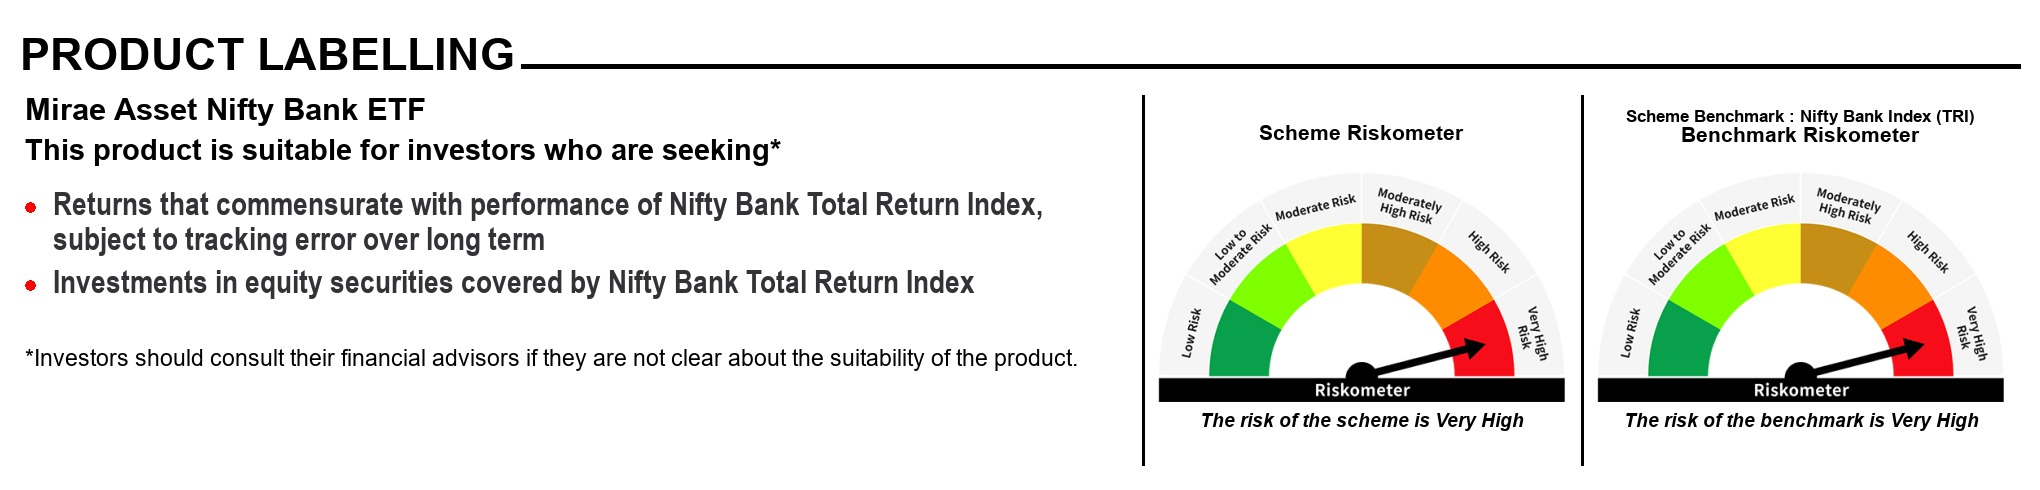 PRODUCT LABELLING
Mirae Asset Nifty Bank ETF
This product is suitable for investors who are seeking*
• Returns that commensurate with performance of Nifty Bank Total Return Index,
subject to tracking error over long term
• Investments in equity securities covered by Nifty Bank Total Return Index
*Investors should consult their financial advisors if they are not clear about the suitability of the product.
Scheme Riskometer
Low Risk
Low to
Moderate Risk
Moderate Risk
Moderately
High Risk
High Risk
Very High
Risk
Riskometer
The risk of the scheme is Very High
Scheme Benchmark : Nifty Bank Index (TRI)
Benchmark Riskometer
Low Risk
Low to
Moderate Risk
Moderate Risk
Moderately
High Risk
High Risk
Very High
Risk
Riskometer
The risk of the benchmark is Very High